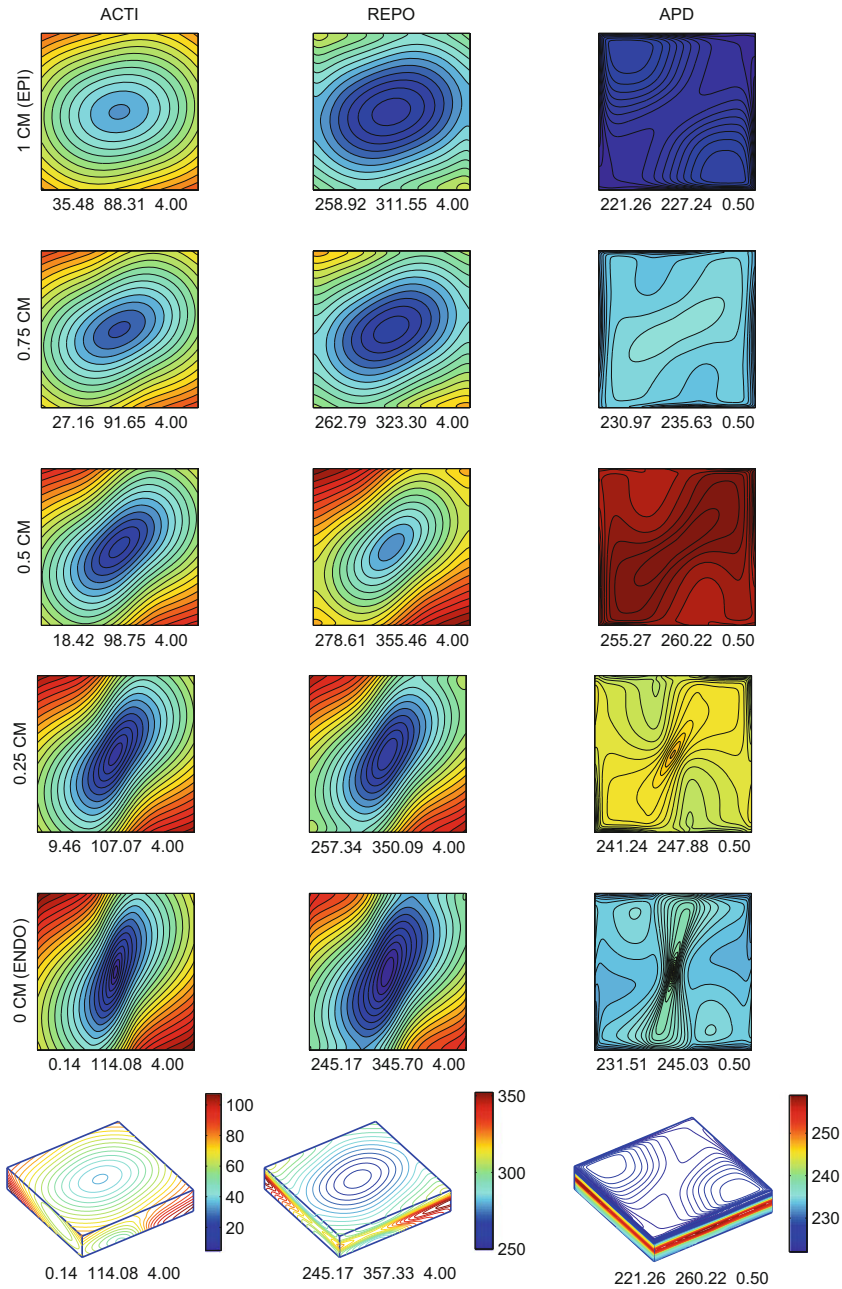 ACTI REPO APD
1 CM (EPI)
35.48 88.31 4.00 258.92 311.55 4.00 221.26 227.24 0.50
0.75 CM
27.16 91.65 4.00 262.79 323.30 4.00 230.97 235.63 0.50
0.5 CM
18.42 98.75 4.00 278.61 355.46 4.00 255.27 260.22 0.50
0.25 CM
9.46 107.07 4.00 257.34 350.09 4.00 241.24 247.88 0.50
0 CM (ENDO)
0.14 114.08 4.00 245.17 345.70 4.00 231.51 245.03 0.50
100
80
60
40
20
350
300
250
250
240
230
0.14 114.08 4.00 245.17 357.33 4.00 221.26 260.22 0.50